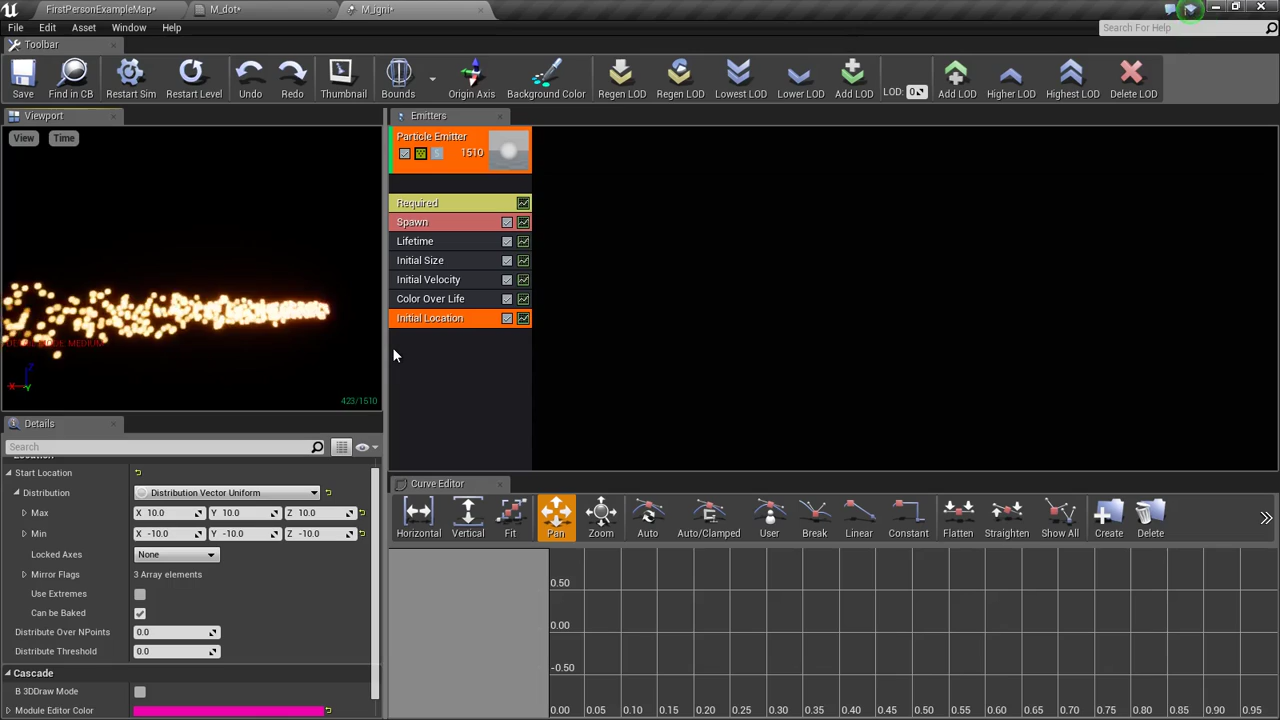 FirstPersonExampleMap*
M_dot*
M_igni*
File Edit Asset Window Help
Search For Help
Toolbar
Save
Find in CB
Restart Sim
Restart Level
Undo
Redo
Thumbnail
Bounds
Origin Axis
Background Color
Regen LOD
Regen LOD
Lowest LOD
Lower LOD
Add LOD
LOD: 0
Add LOD
Higher LOD
Highest LOD
Delete LOD
Viewport
View Time
X
Y
Z
423/1510
Emitters
Particle Emitter
1510
Required
Spawn
Lifetime
Initial Size
Initial Velocity
Color Over Life
Initial Location
Details
Search
Start Location
Distribution Distribution Vector Uniform
Max X 10.0 Y 10.0 Z 10.0
Min X -10.0 Y -10.0 Z -10.0
Locked Axes None
Mirror Flags 3 Array elements
Use Extremes
Can be Baked
Distribute Over NPoints 0.0
Distribute Threshold 0.0
Cascade
B 3DDraw Mode
Module Editor Color
Curve Editor
Horizontal
Vertical
Fit
Pan
Zoom
Auto
Auto/Clamped
User
Break
Linear
Constant
Flatten
Straighten
Show All
Create
Delete
0.50
0.00
-0.50
0.00 0.05 0.10 0.15 0.20 0.25 0.30 0.35 0.40 0.45 0.50 0.55 0.60 0.65 0.70 0.75 0.80 0.85 0.90 0.95